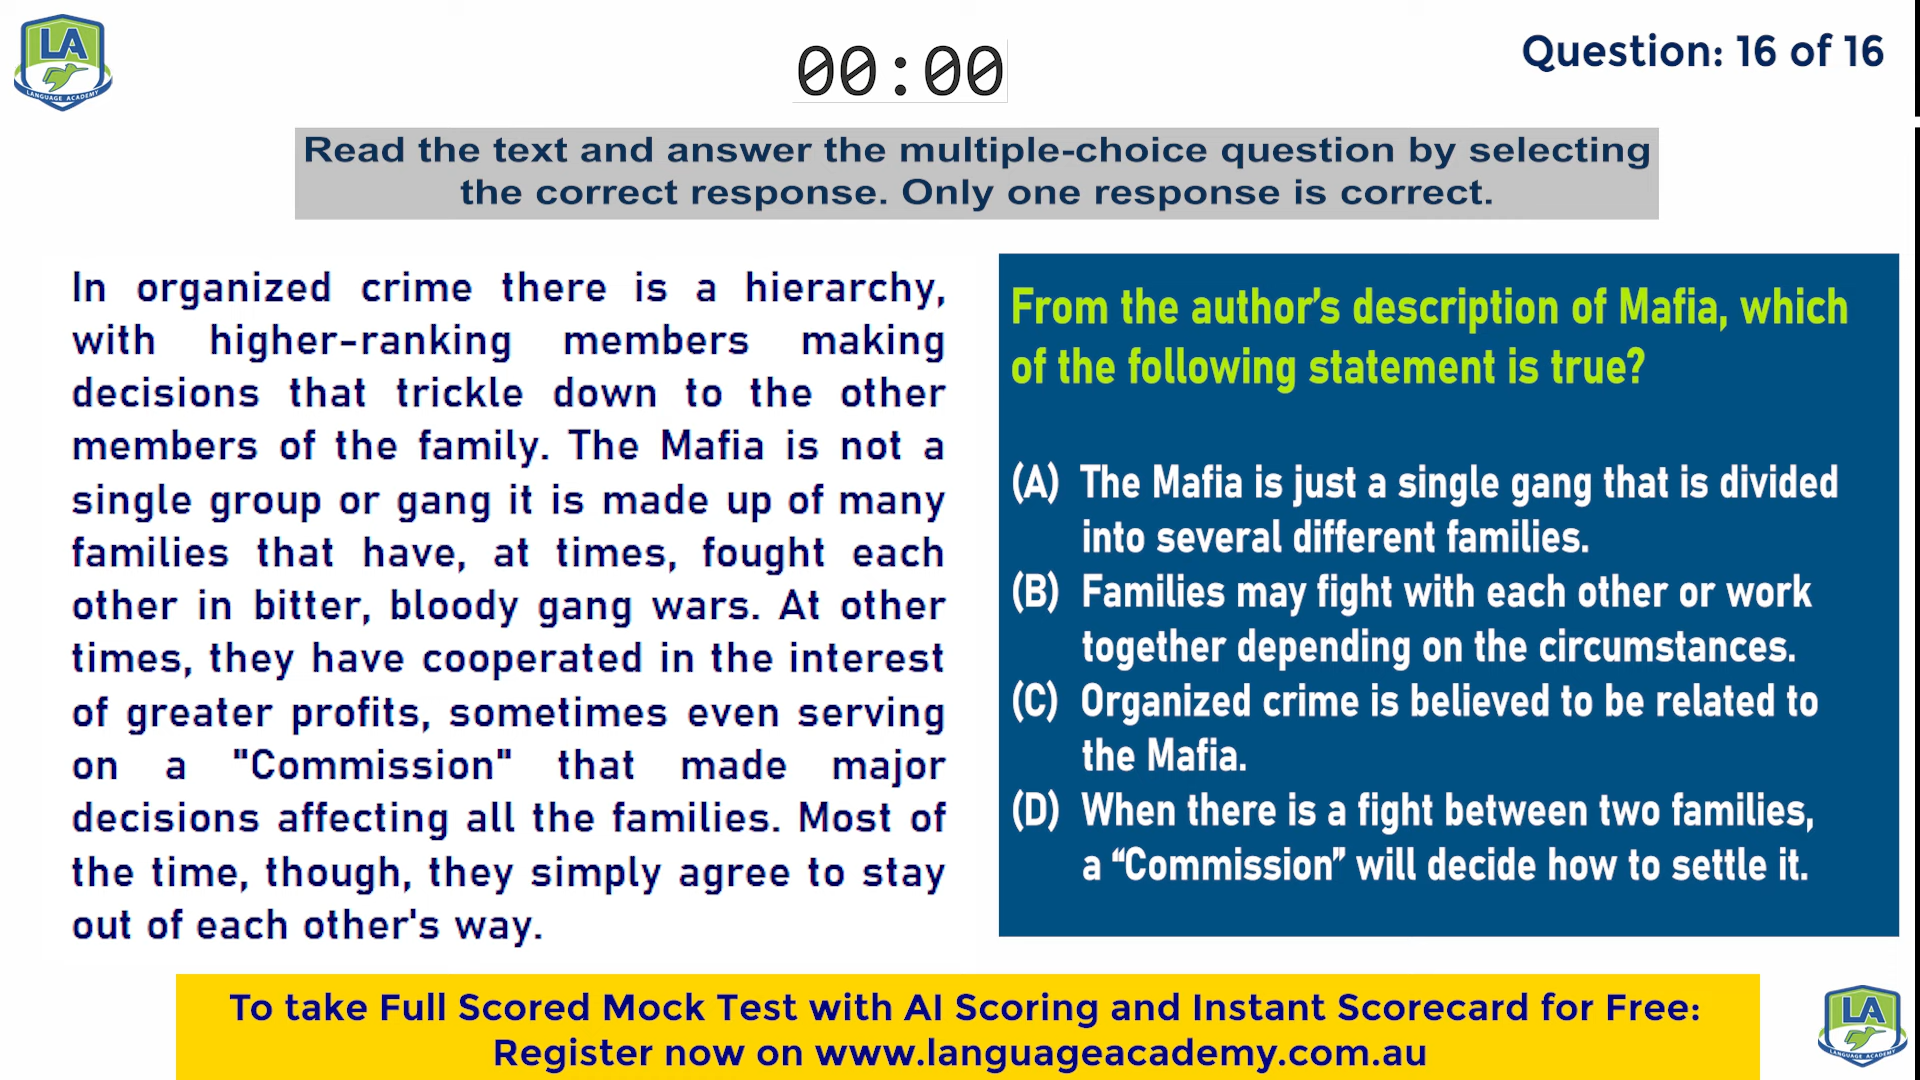 LA
LANGUAGE ACADEMY
00:00
Question: 16 of 16
Read the text and answer the multiple-choice question by selecting
the correct response. Only one response is correct.
In organized crime there is a hierarchy,
with higher-ranking members making
decisions that trickle down to the other
members of the family. The Mafia is not a
single group or gang it is made up of many
families that have, at times, fought each
other in bitter, bloody gang wars. At other
times, they have cooperated in the interest
of greater profits, sometimes even serving
on a "Commission" that made major
decisions affecting all the families. Most of
the time, though, they simply agree to stay
out of each other's way.
From the author's description of Mafia, which
of the following statement is true?
(A) The Mafia is just a single gang that is divided
into several different families.
(B) Families may fight with each other or work
together depending on the circumstances.
(C) Organized crime is believed to be related to
the Mafia.
(D) When there is a fight between two families,
a “Commission” will decide how to settle it.
To take Full Scored Mock Test with AI Scoring and Instant Scorecard for Free:
Register now on www.languageacademy.com.au
LA
LANGUAGE ACADEMY